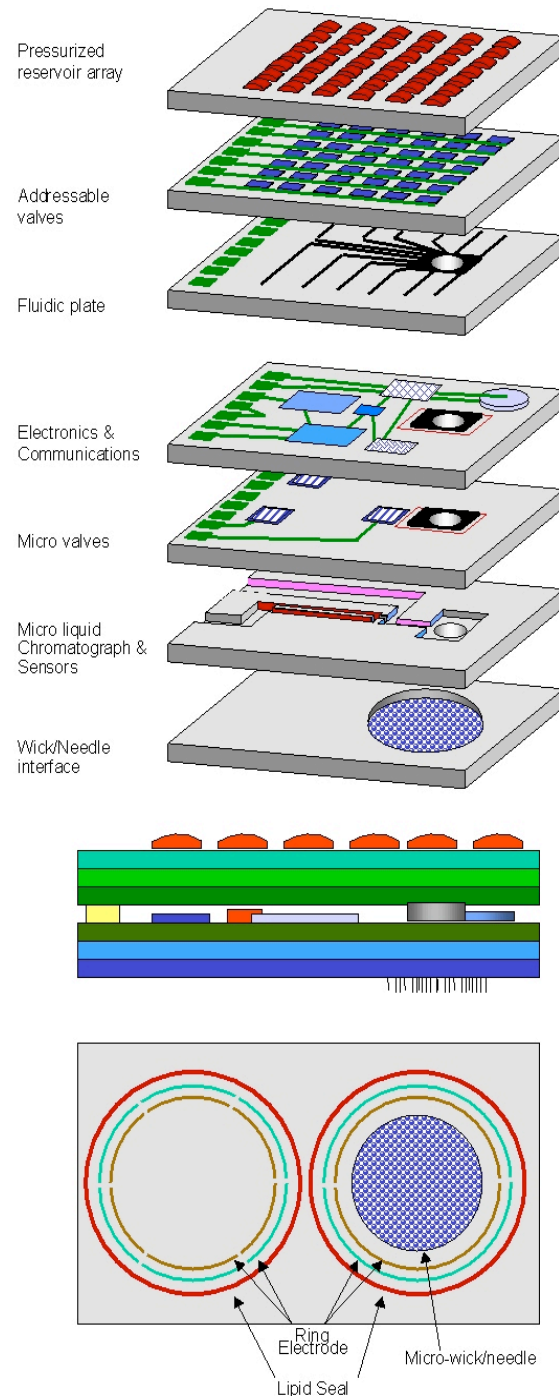 Pressurized
reservoir array
Addressable
valves
Fluidic plate
Electronics &
Communications
Micro valves
Micro liquid
Chromatograph &
Sensors
Wick/Needle
interface
Ring
Electrode
Micro-wick/needle
Lipid Seal